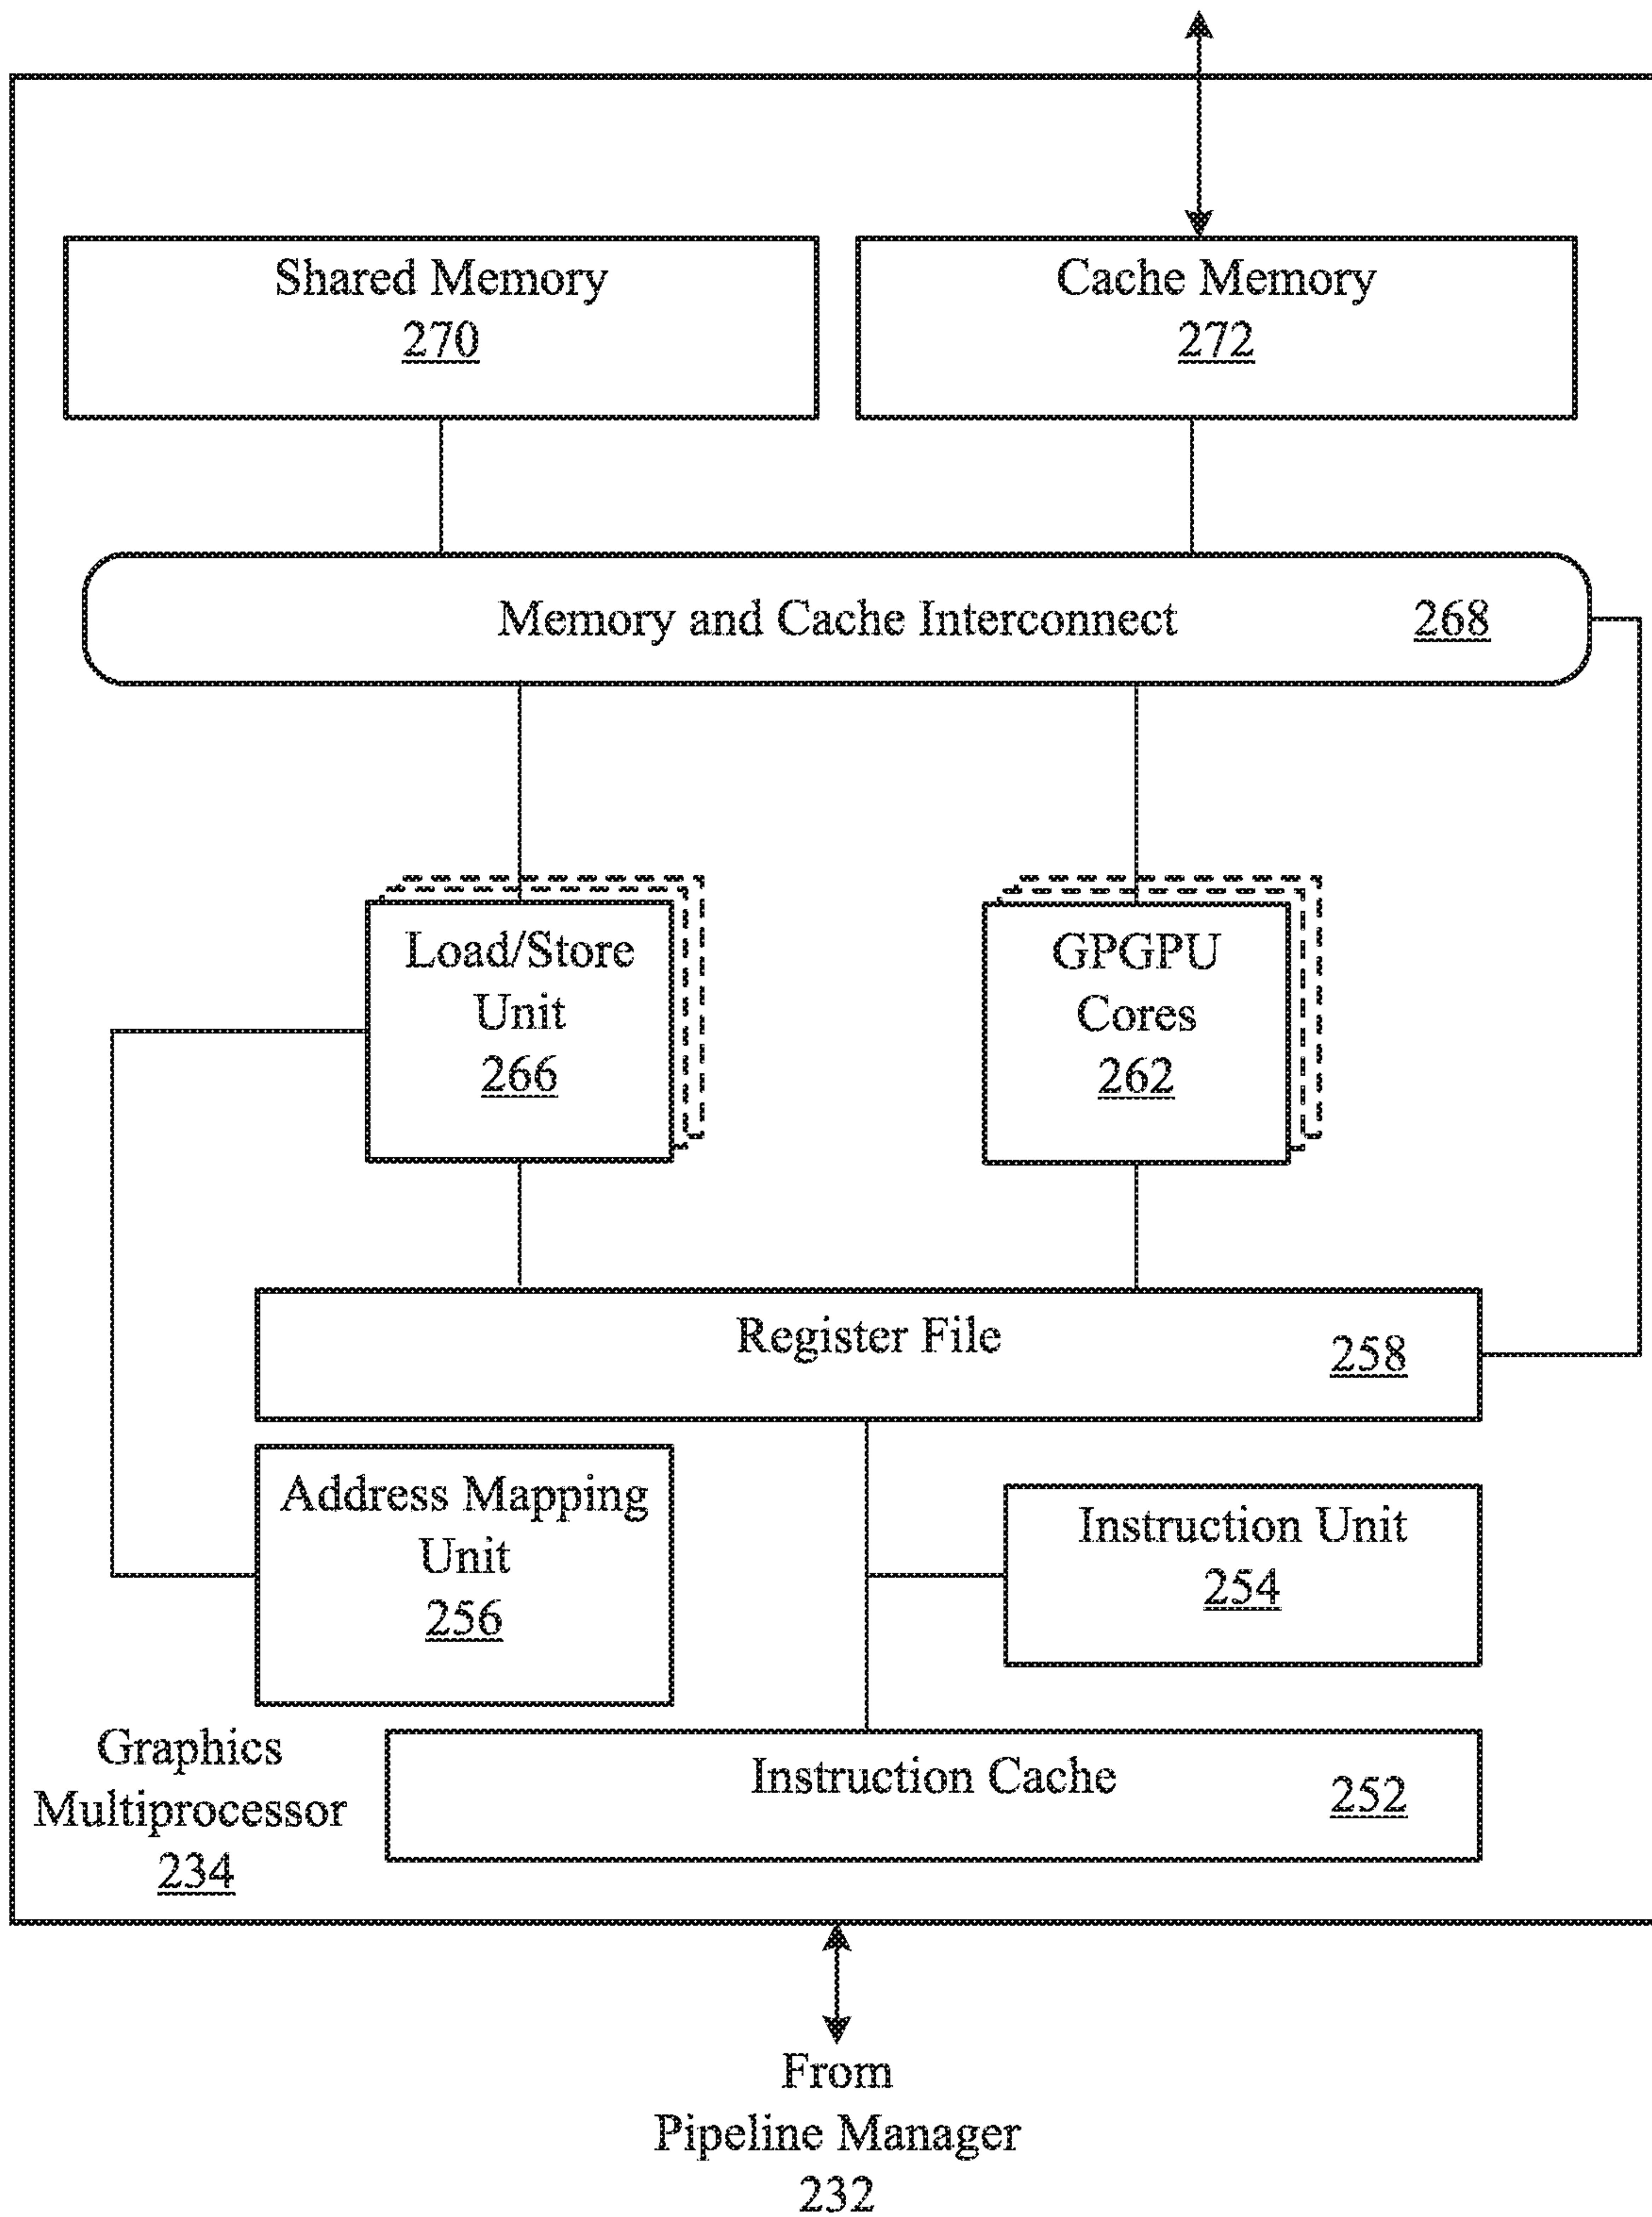 Shared Memory
270
Cache Memory
272
Memory and Cache Interconnect 268
Load/Store
Unit
266
GPGPU
Cores
262
Register File 258
Address Mapping
Unit
256
Instruction Unit
254
Graphics
Multiprocessor
234
Instruction Cache 252
From
Pipeline Manager
232